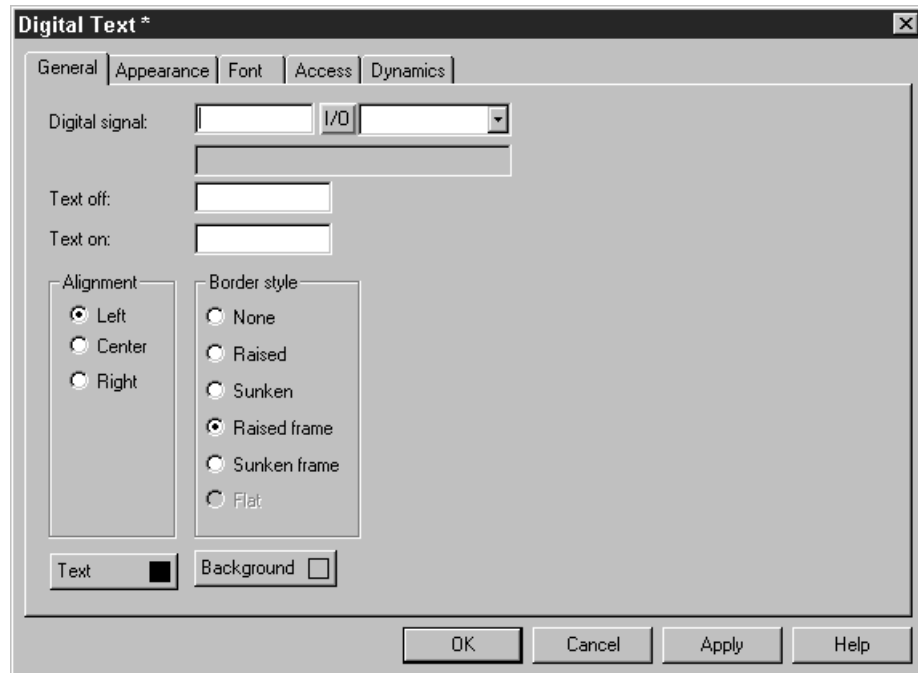 Digital Text *
General Appearance Font Access Dynamics
Digital signal: I/O
Text off:
Text on:
Alignment
Left
Center
Right
Border style
None
Raised
Sunken
Raised frame
Sunken frame
Flat
Text Background
OK Cancel Apply Help